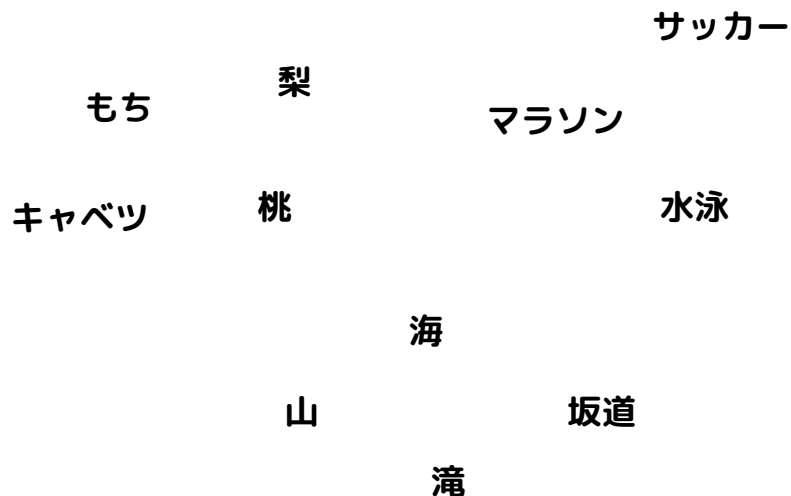 サッカー
梨
もち
マラソン
キャベツ
桃
水泳
海
山
坂道
滝